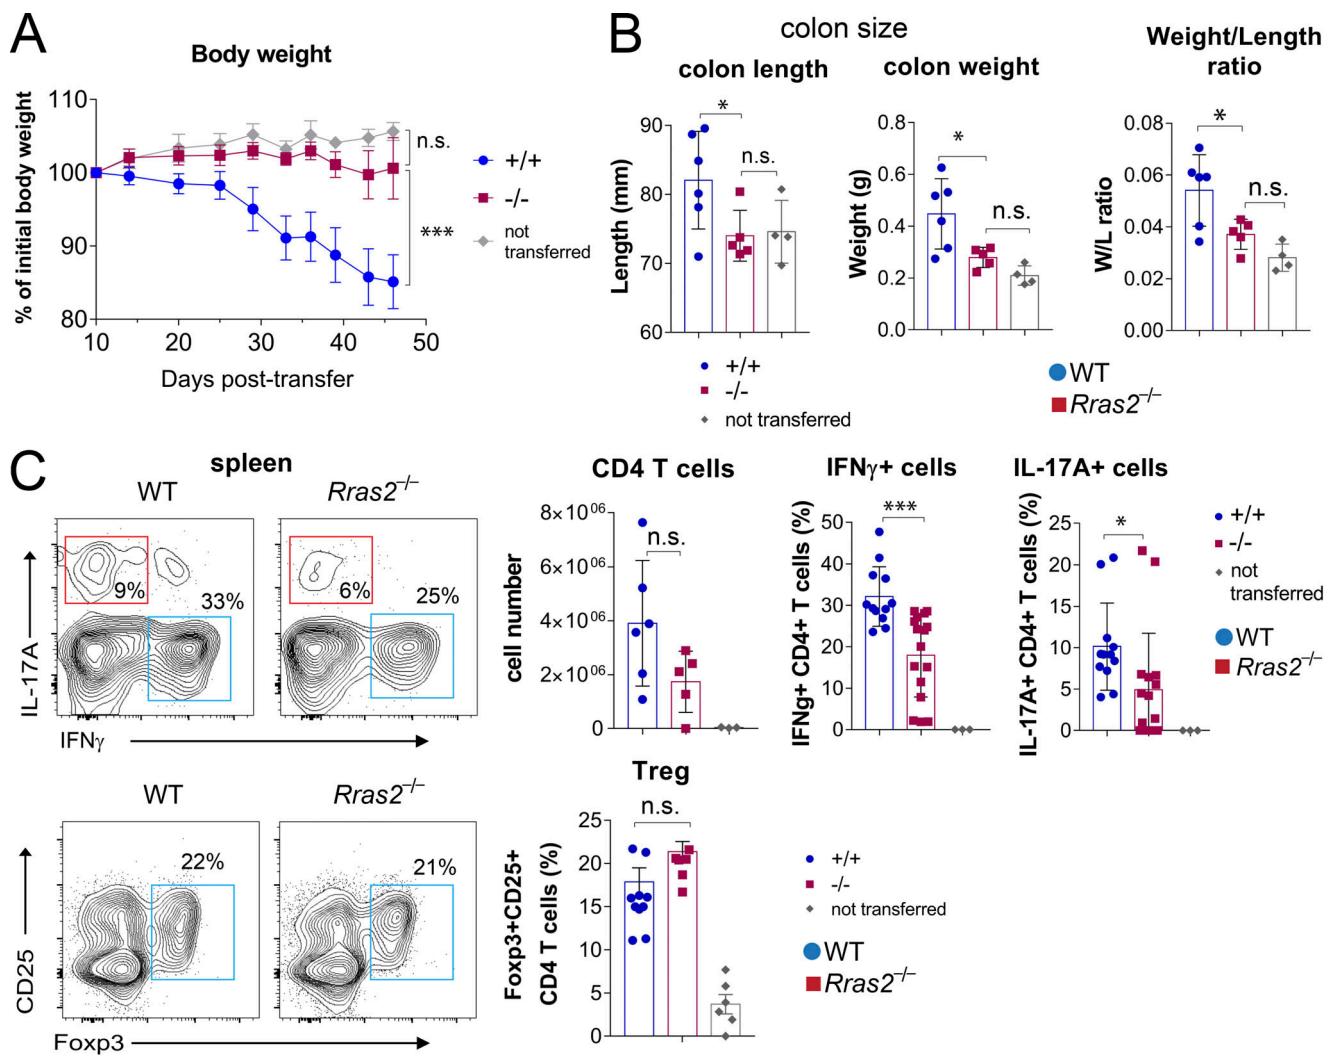 A
Body weight
% of initial body weight
110
100
90
80
10
20
30
40
50
Days post-transfer
n.s.
***
+/+
-/-
not
transferred
B
colon size
colon length
Length (mm)
90
80
70
60
*
n.s.
colon weight
Weight (g)
0.8
0.6
0.4
0.2
0.0
*
n.s.
Weight/Length
ratio
W/L ratio
0.08
0.06
0.04
0.02
0.00
*
n.s.
+/+
-/-
not transferred
WT
Rras2–/–
C
spleen
WT
Rras2–/–
9%
33%
6%
25%
IL-17A
IFNγ
CD4 T cells
cell number
8×10 06
6×10 06
4×10 06
2×10 06
0
n.s.
IFNγ+ cells
IFNg+ CD4+ T cells (%)
50
40
30
20
10
0
***
IL-17A+ cells
IL-17A+ CD4+ T cells (%)
25
20
15
10
5
0
*
+/+
-/-
not
transferred
WT
Rras2–/–
WT
Rras2–/–
22%
21%
CD25
Foxp3
Treg
Foxp3+CD25+
CD4 T cells (%)
25
20
15
10
5
0
n.s.
+/+
-/-
not transferred
WT
Rras2–/–